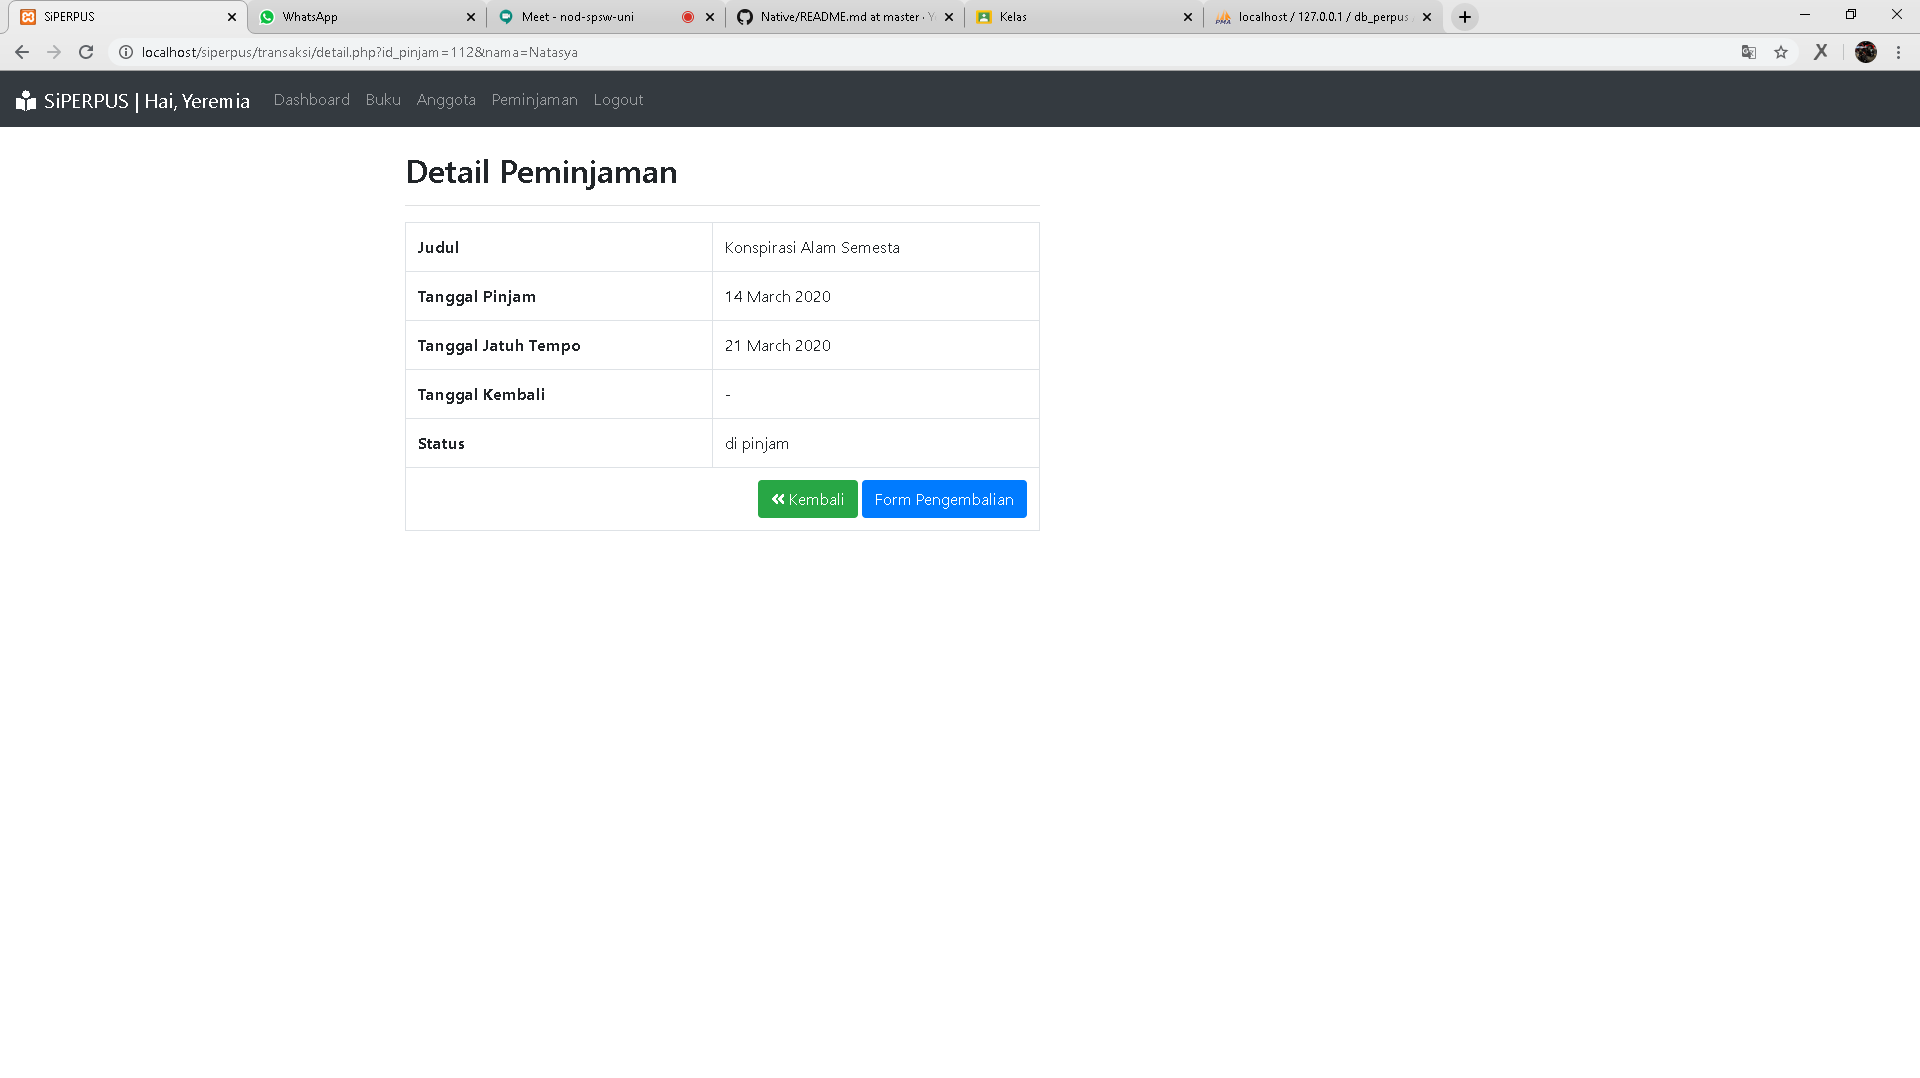 SiPERPUS
WhatsApp
Meet - nod-spsw-uni
Native/README.md at master ·
Kelas
localhost / 127.0.0.1 / db_perpus
localhost/siperpus/transaksi/detail.php?id_pinjam=112&nama=Natasya
SiPERPUS | Hai, Yeremia Dashboard Buku Anggota Peminjaman Logout
Detail Peminjaman
Judul Konspirasi Alam Semesta
Tanggal Pinjam 14 March 2020
Tanggal Jatuh Tempo 21 March 2020
Tanggal Kembali -
Status di pinjam
Kembali Form Pengembalian